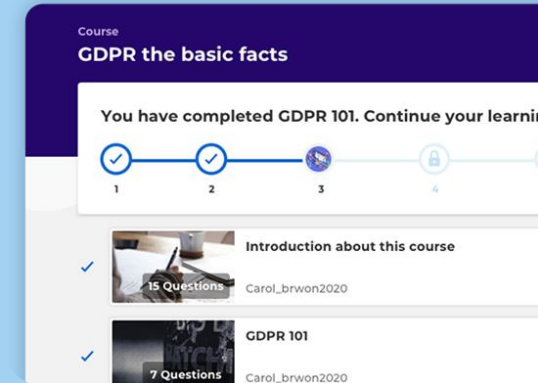 Course
GDPR the basic facts
You have completed GDPR 101. Continue your learni
1
2
3
4
Introduction about this course
15 Questions
Carol_brwon2020
GDPR 101
7 Questions
Carol_brwon2020